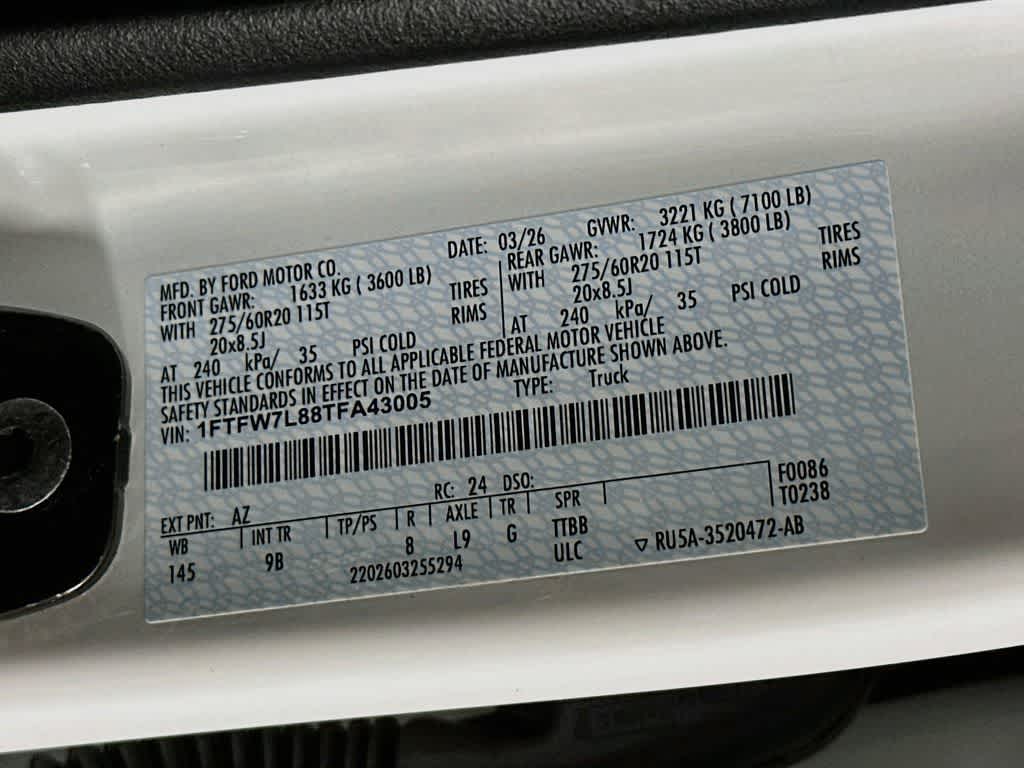 MFD. BY FORD MOTOR CO.
DATE: 03/26
GVWR: 3221 KG ( 7100 LB)
FRONT GAWR: 1633 KG ( 3600 LB)
WITH 275/60R20 115T TIRES
20x8.5J RIMS
AT 240 kPa/ 35 PSI COLD
REAR GAWR: 1724 KG ( 3800 LB)
WITH 275/60R20 115T TIRES
20x8.5J RIMS
AT 240 kPa/ 35 PSI COLD
THIS VEHICLE CONFORMS TO ALL APPLICABLE FEDERAL MOTOR VEHICLE
SAFETY STANDARDS IN EFFECT ON THE DATE OF MANUFACTURE SHOWN ABOVE.
VIN: 1FTFW7L88TFA43005 TYPE: Truck
EXT PNT: AZ RC: 24 DSO: F0086
WB INT TR TP/PS R AXLE TR SPR T0238
145 9B 8 L9 G TTBB
2202603255294 ULC ▽ RU5A-3520472-AB